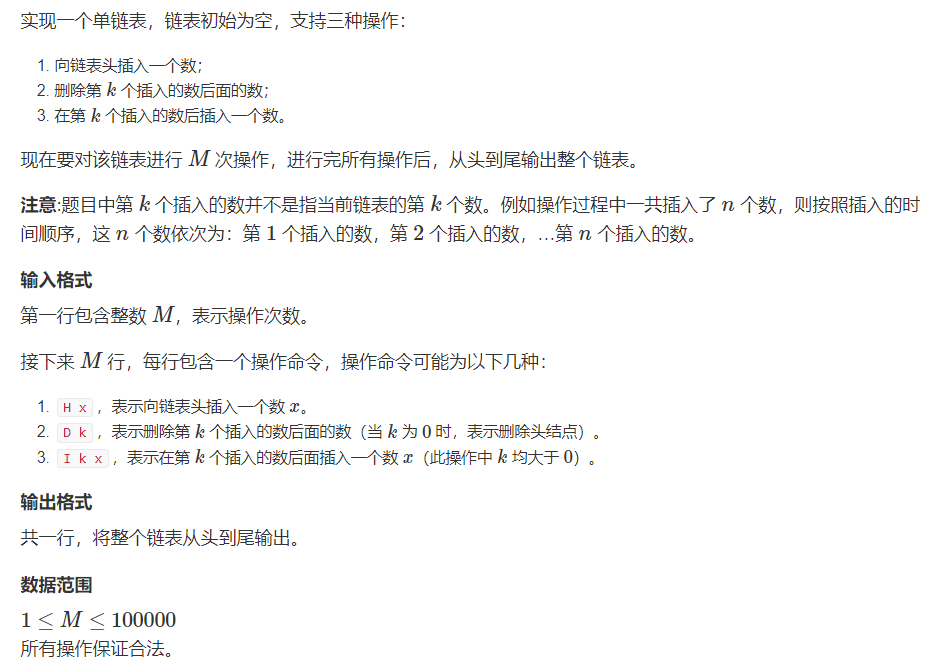 实现一个单链表，链表初始为空，支持三种操作：
1. 向链表头插入一个数；
2. 删除第 k 个插入的数后面的数；
3. 在第 k 个插入的数后插入一个数。
现在要对该链表进行 M 次操作，进行完所有操作后，从头到尾输出整个链表。
注意:题目中第 k 个插入的数并不是指当前链表的第 k 个数。例如操作过程中一共插入了 n 个数，则按照插入的时
间顺序，这 n 个数依次为：第 1 个插入的数，第 2 个插入的数，…第 n 个插入的数。
输入格式
第一行包含整数 M，表示操作次数。
接下来 M 行，每行包含一个操作命令，操作命令可能为以下几种：
1. H x ，表示向链表头插入一个数 x。
2. D k ，表示删除第 k 个插入的数后面的数（当 k 为 0 时，表示删除头结点）。
3. I k x ，表示在第 k 个插入的数后面插入一个数 x（此操作中 k 均大于 0）。
输出格式
共一行，将整个链表从头到尾输出。
数据范围
1 ≤ M ≤ 100000
所有操作保证合法。